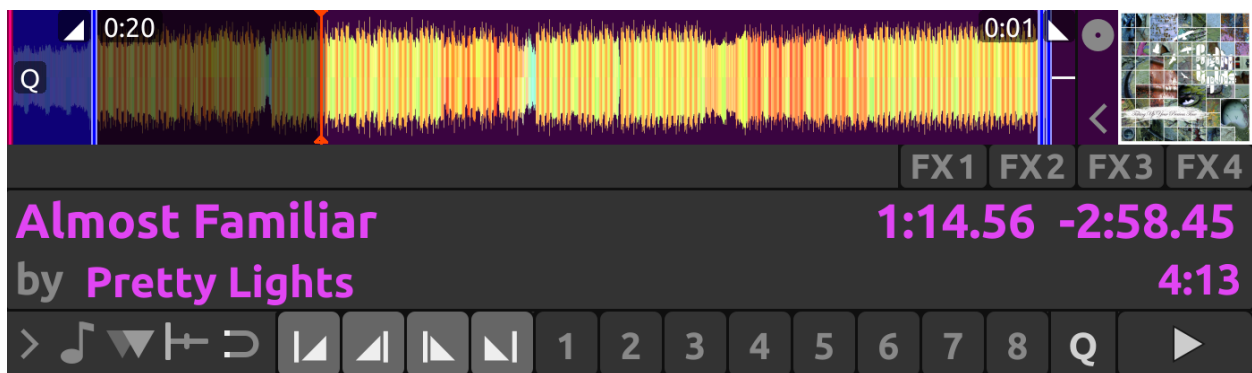 0:20 0:01
Q
FX1 FX2 FX3 FX4
Almost Familiar 1:14.56 -2:58.45
by Pretty Lights 4:13
1 2 3 4 5 6 7 8 Q